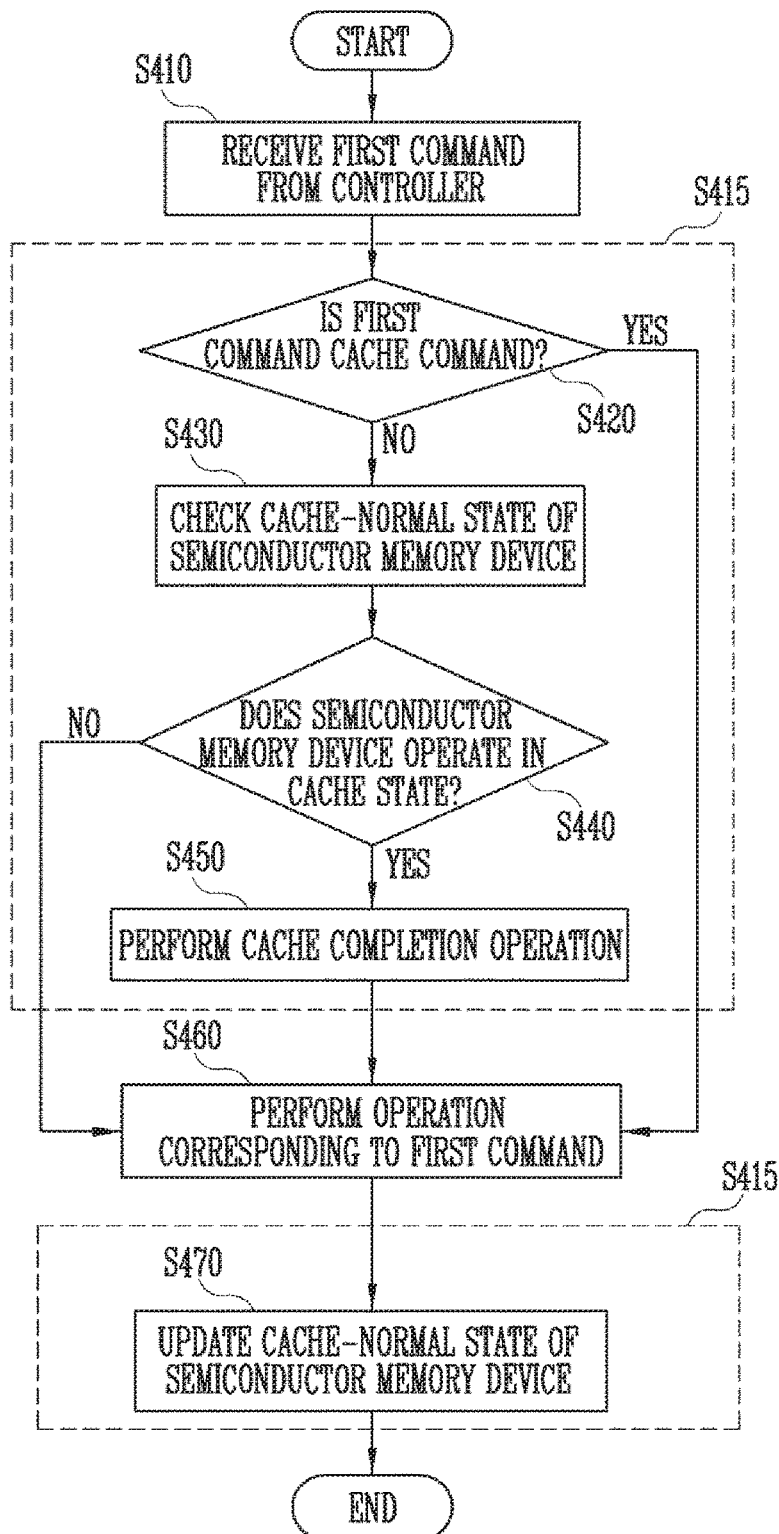 START
S410
RECEIVE FIRST COMMAND
FROM CONTROLLER
S415
IS FIRST
COMMAND CACHE COMMAND?
YES
S420
NO
S430
CHECK CACHE-NORMAL STATE OF
SEMICONDUCTOR MEMORY DEVICE
NO
DOES SEMICONDUCTOR
MEMORY DEVICE OPERATE IN
CACHE STATE?
S440
YES
S450
PERFORM CACHE COMPLETION OPERATION
S460
PERFORM OPERATION
CORRESPONDING TO FIRST COMMAND
S415
S470
UPDATE CACHE-NORMAL STATE OF
SEMICONDUCTOR MEMORY DEVICE
END